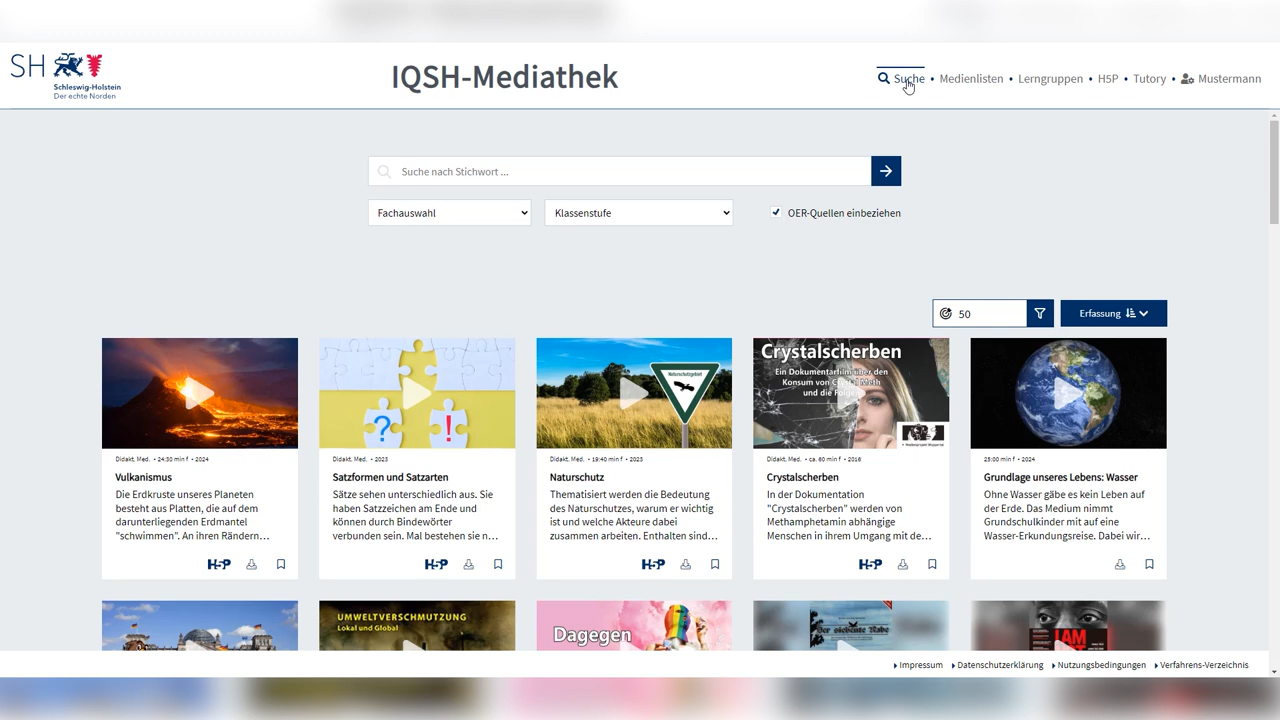 SH
Schleswig-Holstein
Der echte Norden
IQSH-Mediathek
Suche • Medienlisten • Lerngruppen • H5P • Tutory • Mustermann
Suche nach Stichwort ...
Fachauswahl
Klassenstufe
OER-Quellen einbeziehen
50
Erfassung
Didakt. Med. • 24:30 min f • 2024
Vulkanismus
Die Erdkruste unseres Planeten
besteht aus Platten, die auf dem
darunterliegenden Erdmantel
"schwimmen". An ihren Rändern...
H5P
?
!
Didakt. Med. • 2023
Satzformen und Satzarten
Sätze sehen unterschiedlich aus. Sie
haben Satzzeichen am Ende und
können durch Bindewörter
verbunden sein. Mal bestehen sie n...
H5P
Naturschutzgebiet
Didakt. Med. • 19:40 min f • 2023
Naturschutz
Thematisiert werden die Bedeutung
des Naturschutzes, warum er wichtig
ist und welche Akteure dabei
zusammen arbeiten. Enthalten sind...
H5P
Crystalscherben
Ein Dokumentarfilm über den
Konsum von Crystal Meth
und die Folgen
Didakt. Med. • ca. 60 min f • 2016
Crystalscherben
In der Dokumentation
"Crystalscherben" werden von
Methamphetamin abhängige
Menschen in ihrem Umgang mit de...
H5P
25:00 min f • 2024
Grundlage unseres Lebens: Wasser
Ohne Wasser gäbe es kein Leben auf
der Erde. Das Medium nimmt
Grundschulkinder mit auf eine
Wasser-Erkundungsreise. Dabei wir...
UMWELTVERSCHMUTZUNG
Lokal und Global
Dagegen
Der siebente Rabe
I AM
Impressum
Datenschutzerklärung
Nutzungsbedingungen
Verfahrens-Verzeichnis